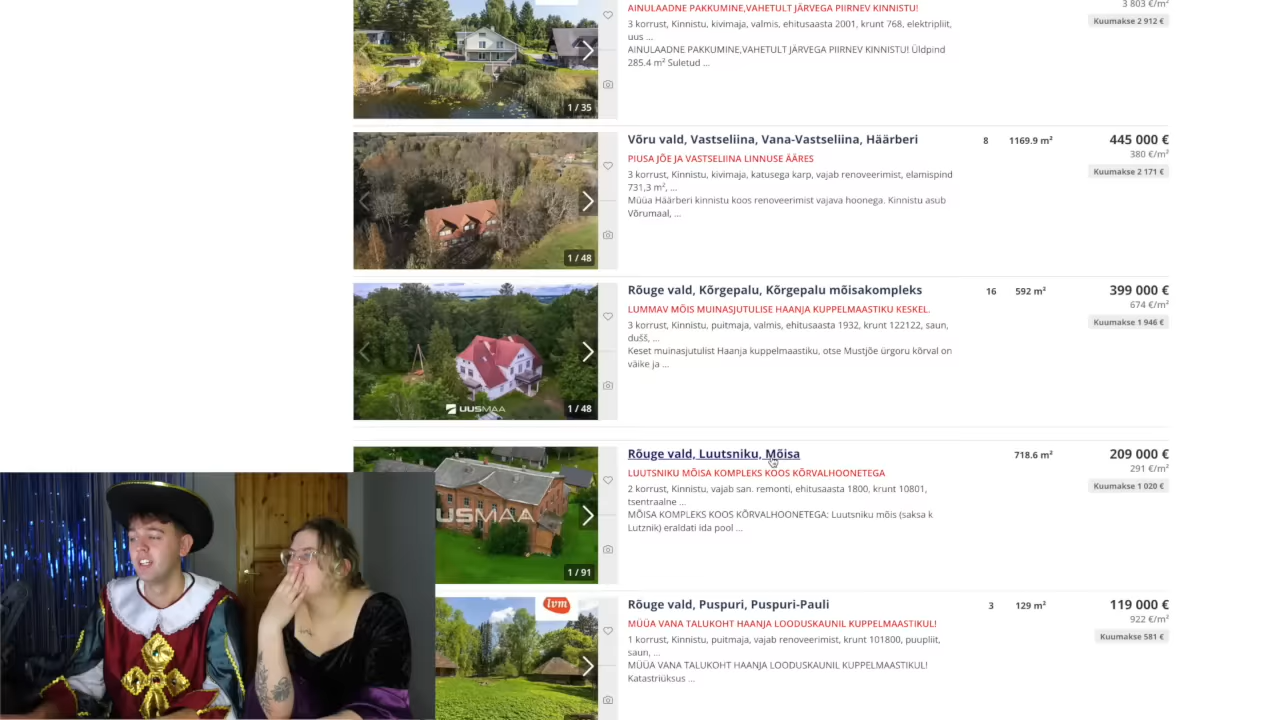 AINULAADNE PAKKUMINE,VAHETULT JÄRVEGA PIIRNEV KINNISTU!
3 803 €/m²
3 korrust, Kinnistu, kivimaja, valmis, ehitusaasta 2001, krunt 768, elektripliit,
uus ...
Kuumakse 2 912 €
AINULAADNE PAKKUMINE,VAHETULT JÄRVEGA PIIRNEV KINNISTU! Üldpind
285.4 m² Suletud ...
1 / 35
Võru vald, Vastseliina, Vana-Vastseliina, Häärberi
8
1169.9 m²
445 000 €
380 €/m²
Kuumakse 2 171 €
PIUSA JÕE JA VASTSELIINA LINNUSE ÄÄRES
3 korrust, Kinnistu, kivimaja, katusega karp, vajab renoveerimist, elamispind
731,3 m², ...
Müüa Häärberi kinnistu koos renoveerimist vajava hoonega. Kinnistu asub
Võrumaal, ...
1 / 48
Rõuge vald, Kõrgepalu, Kõrgepalu mõisakompleks
16
592 m²
399 000 €
674 €/m²
Kuumakse 1 946 €
LUMMAV MÕIS MUINASJUTULISE HAANJA KUPPELMAASTIKU KESKEL.
3 korrust, Kinnistu, puitmaja, valmis, ehitusaasta 1932, krunt 122122, saun,
dušš, ...
Keset muinasjutulist Haanja kuppelmaastiku, otse Mustjõe ürgoru kõrval on
väike ja ...
UUSMAA
1 / 48
Rõuge vald, Luutsniku, Mõisa
718.6 m²
209 000 €
291 €/m²
Kuumakse 1 020 €
LUUTSNIKU MÕISA KOMPLEKS KOOS KÕRVALHOONETEGA
2 korrust, Kinnistu, vajab san. remonti, ehitusaasta 1800, krunt 10801,
tsentraalne ...
MÕISA KOMPLEKS KOOS KÕRVALHOONETEGA: Luutsniku mõis (saksa k
Lutznik) eraldati ida pool ...
USMAA
1 / 91
Rõuge vald, Puspuri, Puspuri-Pauli
3
129 m²
119 000 €
922 €/m²
Kuumakse 581 €
MÜÜA VANA TALUKOHT HAANJA LOODUSKAUNIL KUPPELMAASTIKUL!
1 korrust, Kinnistu, puitmaja, vajab renoveerimist, krunt 101800, puupliit,
saun, ...
MÜÜA VANA TALUKOHT HAANJA LOODUSKAUNIL KUPPELMAASTIKUL!
Katastriüksus ...
lvm